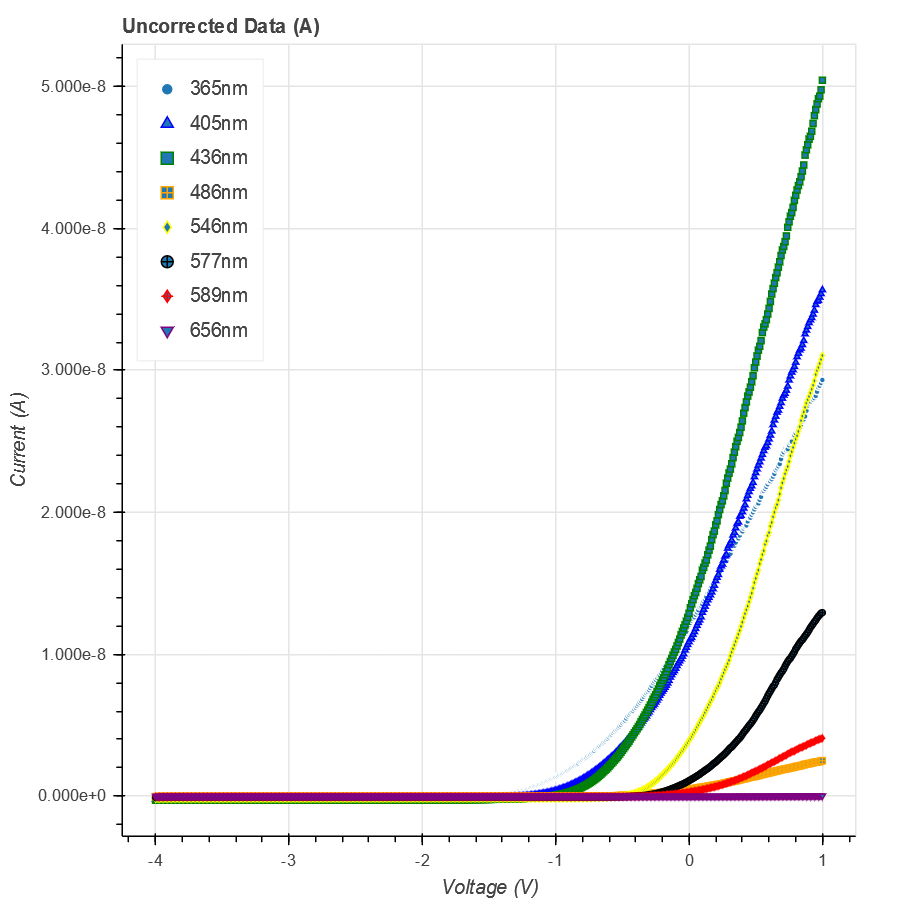 Uncorrected Data (A)
365nm
405nm
436nm
486nm
546nm
577nm
589nm
656nm
5.000e-8
4.000e-8
3.000e-8
2.000e-8
1.000e-8
0.000e+0
Current (A)
-4 -3 -2 -1 0 1
Voltage (V)